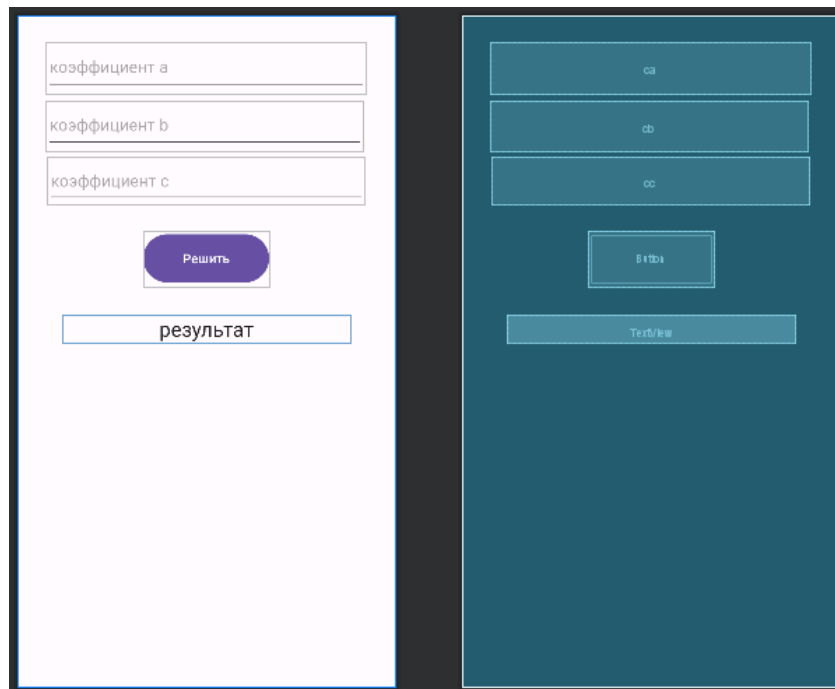 коэффициент a
коэффициент b
коэффициент c
Решить
результат
ca
cb
cc
Button
TextView